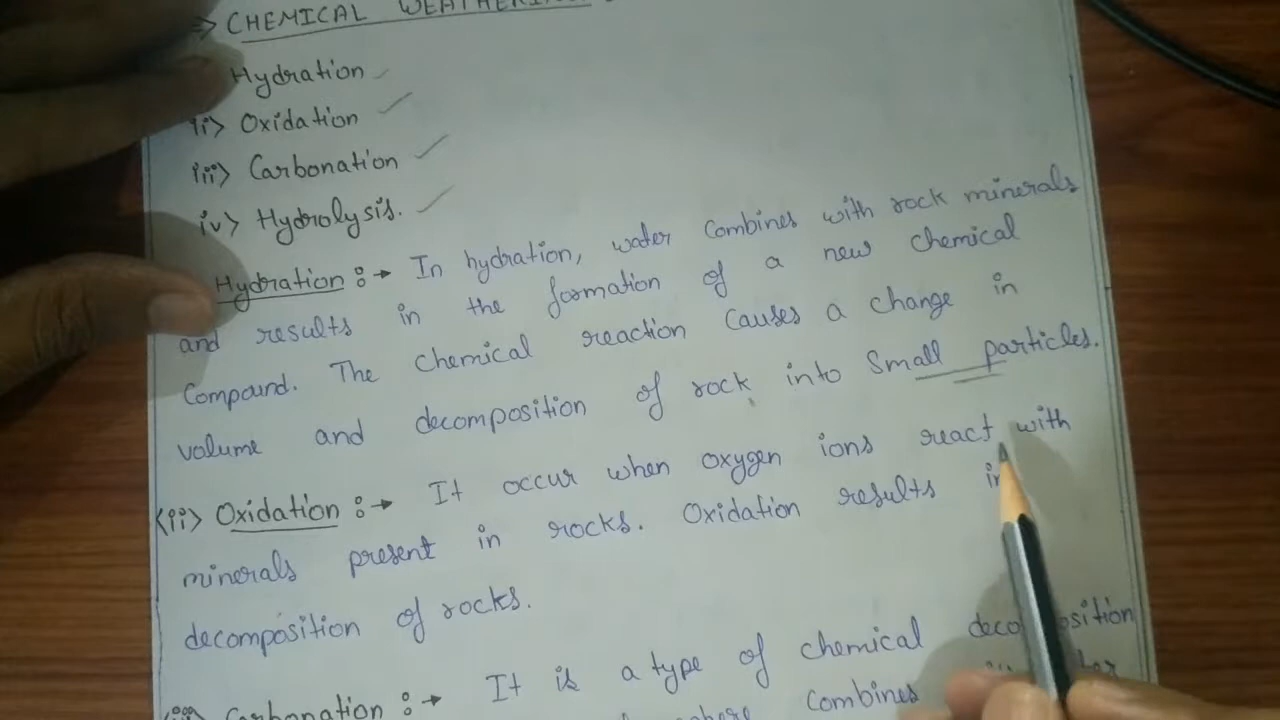 ⇒ CHEMICAL WEATHERING
Hydration
ii> Oxidation
iii> Carbonation
iv> Hydrolysis.
Hydration :→ In hydration, water combines with rock minerals
and results in the formation of a new chemical
compound. The chemical reaction causes a change in
volume and decomposition of rock into small particles.
<ii> Oxidation :→ It occur when oxygen ions react with
minerals present in rocks. Oxidation results in
decomposition of rocks.
<iii> Carbonation :→ It is a type of chemical decomposition
combines